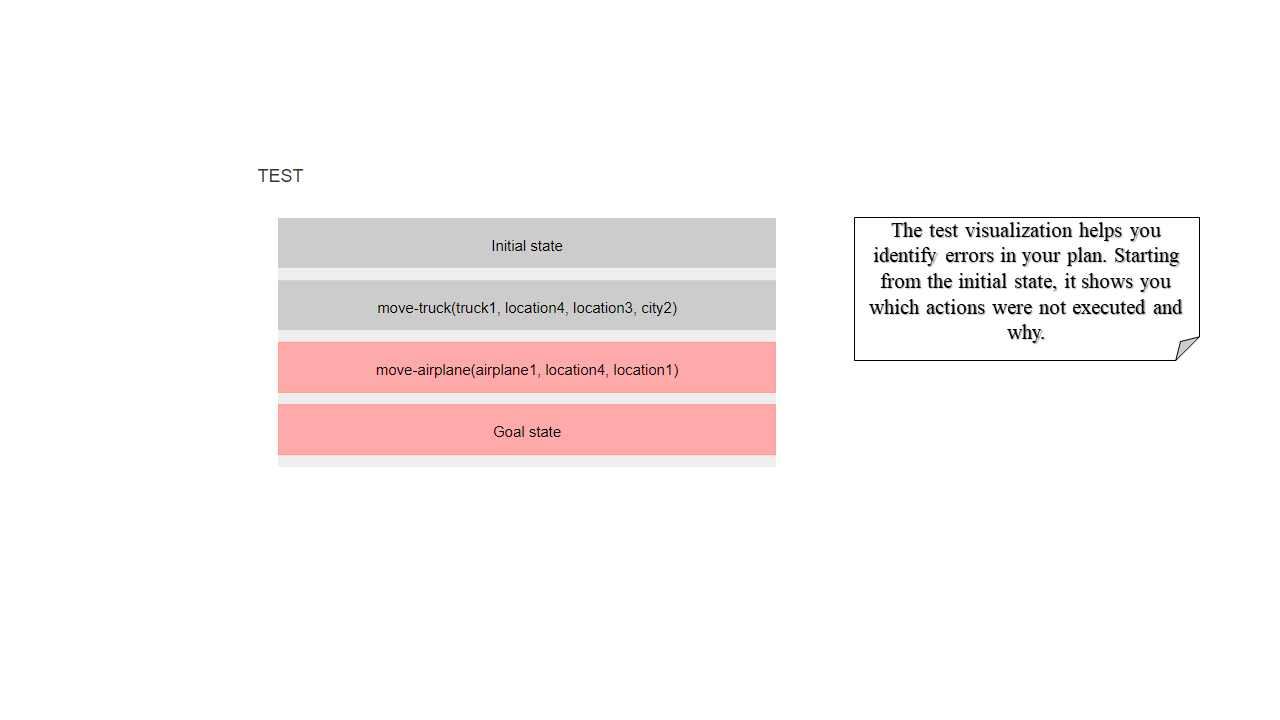 TEST
Initial state
move-truck(truck1, location4, location3, city2)
move-airplane(airplane1, location4, location1)
Goal state
The test visualization helps you
identify errors in your plan. Starting
from the initial state, it shows you
which actions were not executed and
why.